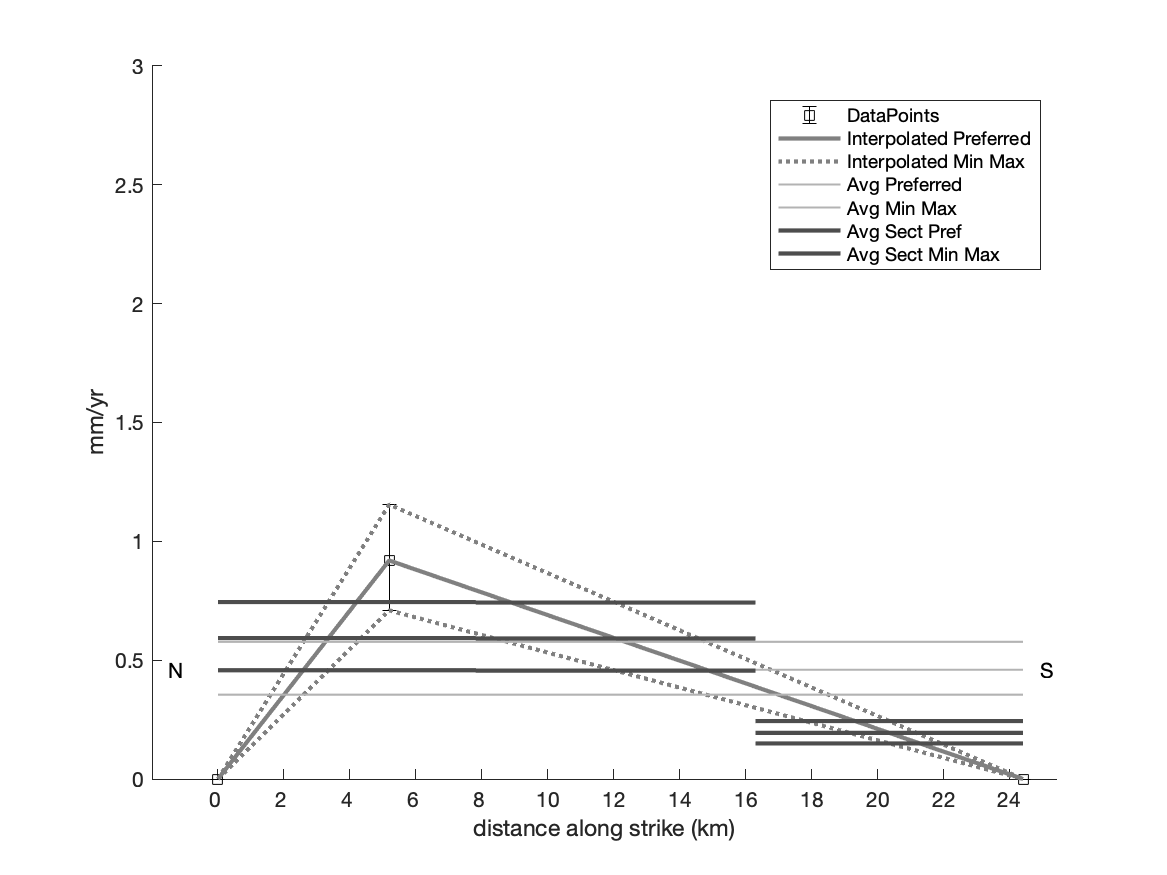 3
2.5
2
1.5
1
0.5
0
mm/yr
N
S
DataPoints
Interpolated Preferred
Interpolated Min Max
Avg Preferred
Avg Min Max
Avg Sect Pref
Avg Sect Min Max
0 2 4 6 8 10 12 14 16 18 20 22 24
distance along strike (km)